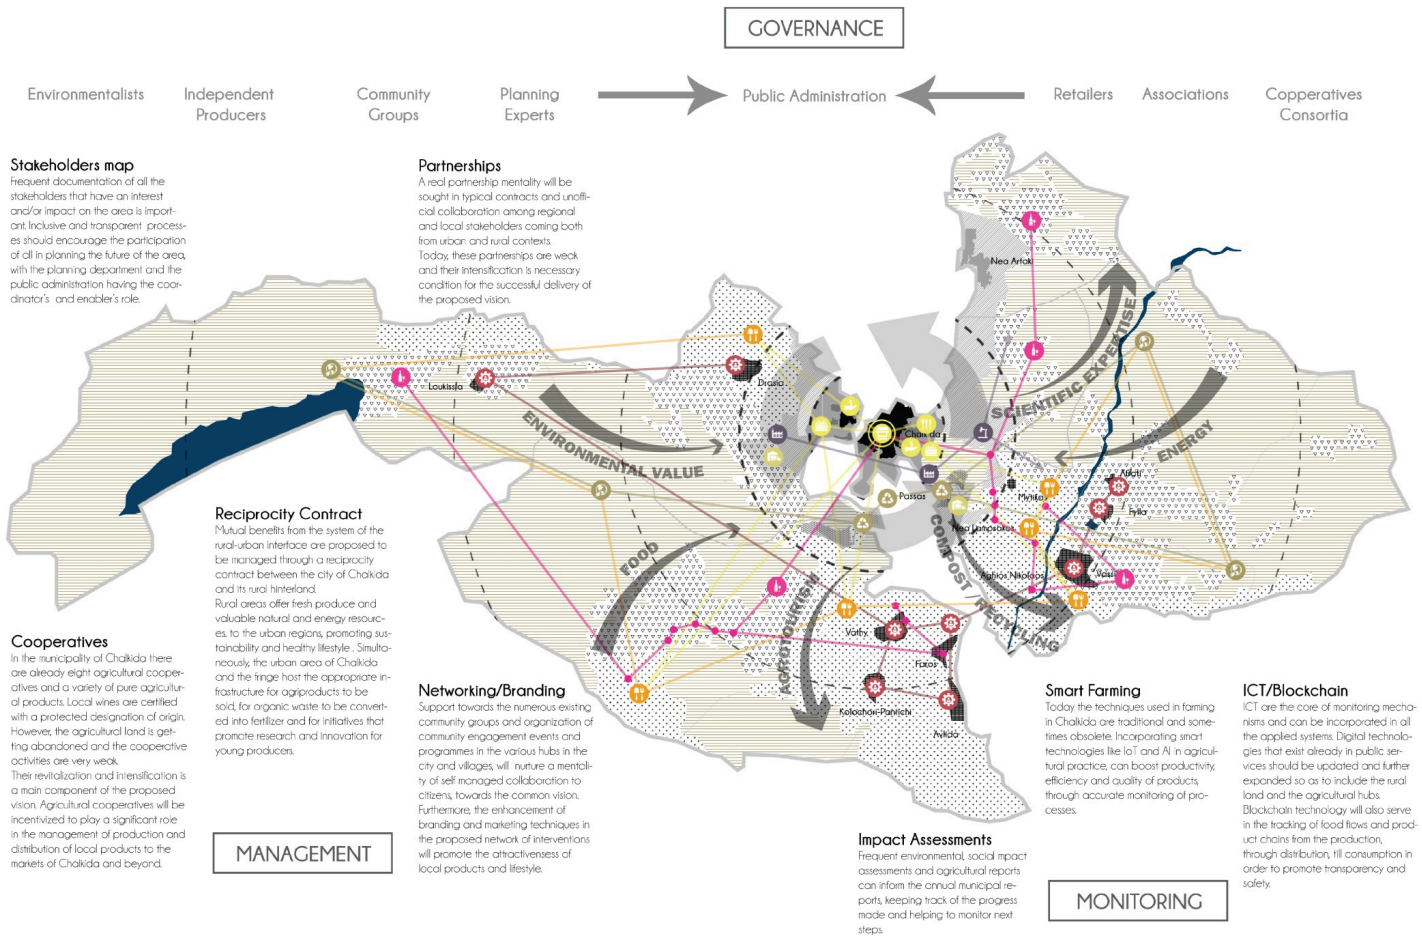 GOVERNANCE
Environmentalists
Independent
Producers
Community
Groups
Planning
Experts
Public Administration
Retailers
Associations
Copperatives
Consortia
Stakeholders map
Frequent documentation of all the
stakeholders that have an interest
and/or impact on the area is import-
ant. Inclusive and transparent process-
es should encourage the participation
of all in planning the future of the area,
with the planning department and the
public administration having the coor-
dinator's and enabler's role.
Partnerships
A real partnership mentality will be
sought in typical contracts and unoffi-
cial collaboration among regional
and local stakeholders coming both
from urban and rural contexts.
Today, these partnerships are weak
and their intensification is necessary
condition for the successful delivery of
the proposed vision.
Nea Artaki
Loukissia
Drosia
Chalkida
SCIENTIFIC EXPERTISE
ENVIRONMENTAL VALUE
ENERGY
Afrati
Passas
Mytikas
Fylla
Nea Lampsakos
FOOD
COMPOST / RECYCLING
Aghios Nikolaos
Vasiliko
AGROTOURISM
Vathy
Faros
Kolochori-Pantichi
Avlida
Reciprocity Contract
Mutual benefits from the system of the
rural-urban interface are proposed to
be managed through a reciprocity
contract between the city of Chalkida
and its rural hinterland.
Rural areas offer fresh produce and
valuable natural and energy resourc-
es, to the urban regions, promoting sus-
tainability and healthy lifestyle . Simulta-
neously, the urban area of Chalkida
and the fringe host the appropriate in-
frastructure for agriproducts to be
sold, for organic waste to be convert-
ed into fertilizer and for initiatives that
promote research and innovation for
young producers.
Cooperatives
In the municipality of Chalkida there
are already eight agricultural cooper-
atives and a variety of pure agricultur-
al products. Local wines are certified
with a protected designation of origin.
However, the agricultural land is get-
ting abandoned and the cooperative
activities are very weak.
Their revitalization and intensification is
a main component of the proposed
vision. Agricultural cooperatives will be
incentivized to play a significant role
in the management of production and
distribution of local products to the
markets of Chalkida and beyond.
MANAGEMENT
Networking/Branding
Support towards the numerous existing
community groups and organization of
community engagement events and
programmes in the various hubs in the
city and villages, will nurture a mentali-
ty of self managed collaboration to
citizens, towards the common vision.
Furthermore, the enhancement of
branding and marketing techniques in
the proposed network of interventions
will promote the attractiveness of
local products and lifestyle.
Impact Assessments
Frequent environmental, social impact
assessments and agricultural reports
can inform the annual municipal re-
ports, keeping track of the progress
made and helping to monitor next
steps.
Smart Farming
Today the techniques used in farming
in Chalkida are traditional and some-
times obsolete. Incorporating smart
technologies like IoT and AI in agricul-
tural practice, can boost productivity,
efficiency and quality of products,
through accurate monitoring of pro-
cesses.
MONITORING
ICT/Blockchain
ICT are the core of monitoring mecha-
nisms and can be incorporated in all
the applied systems. Digital technolo-
gies that exist already in public ser-
vices should be updated and further
expanded so as to include the rural
land and the agricultural hubs.
Blockchain technology will also serve
in the tracking of food flows and prod-
uct chains from the production,
through distribution, till consumption in
order to promote transparency and
safety.